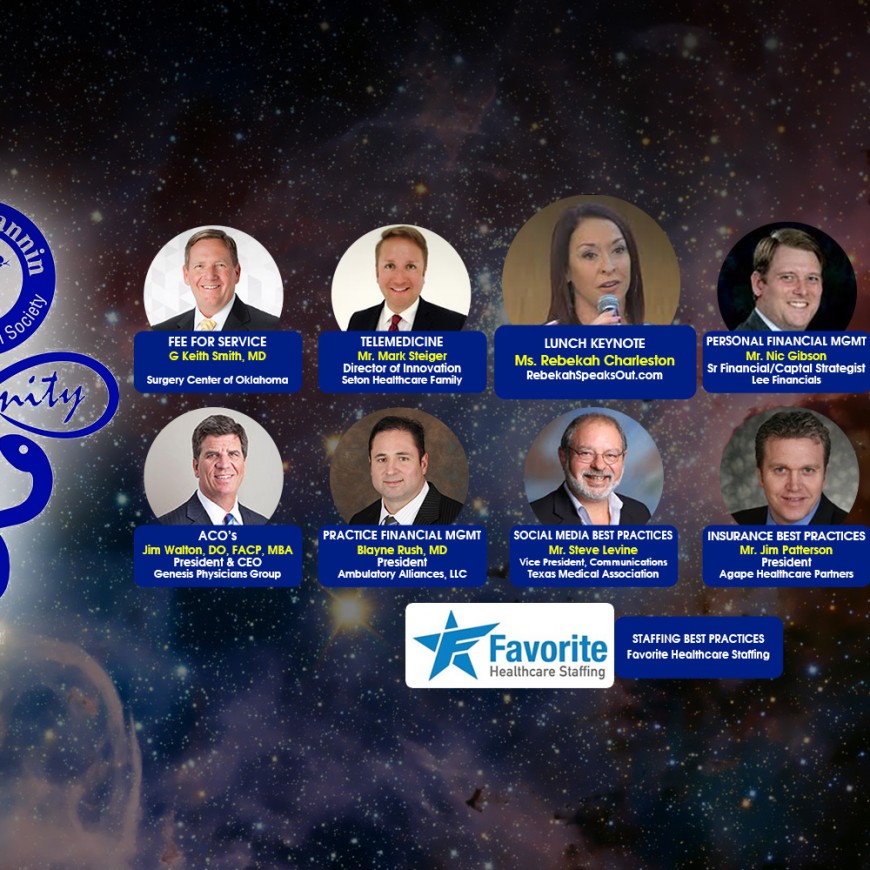 annin
l Society
nity
FEE FOR SERVICE
G Keith Smith, MD
Surgery Center of Oklahoma
TELEMEDICINE
Mr. Mark Steiger
Director of Innovation
Seton Healthcare Family
LUNCH KEYNOTE
Ms. Rebekah Charleston
RebekahSpeaksOut.com
PERSONAL FINANCIAL MGMT
Mr. Nic Gibson
Sr Financial/Captal Strategist
Lee Financials
ACO's
Jim Walton, DO, FACP, MBA
President & CEO
Genesis Physicians Group
PRACTICE FINANCIAL MGMT
Blayne Rush, MD
President
Ambulatory Alliances, LLC
SOCIAL MEDIA BEST PRACTICES
Mr. Steve Levine
Vice President, Communications
Texas Medical Association
INSURANCE BEST PRACTICES
Mr. Jim Patterson
President
Agape Healthcare Partners
Favorite
Healthcare Staffing
STAFFING BEST PRACTICES
Favorite Healthcare Staffing